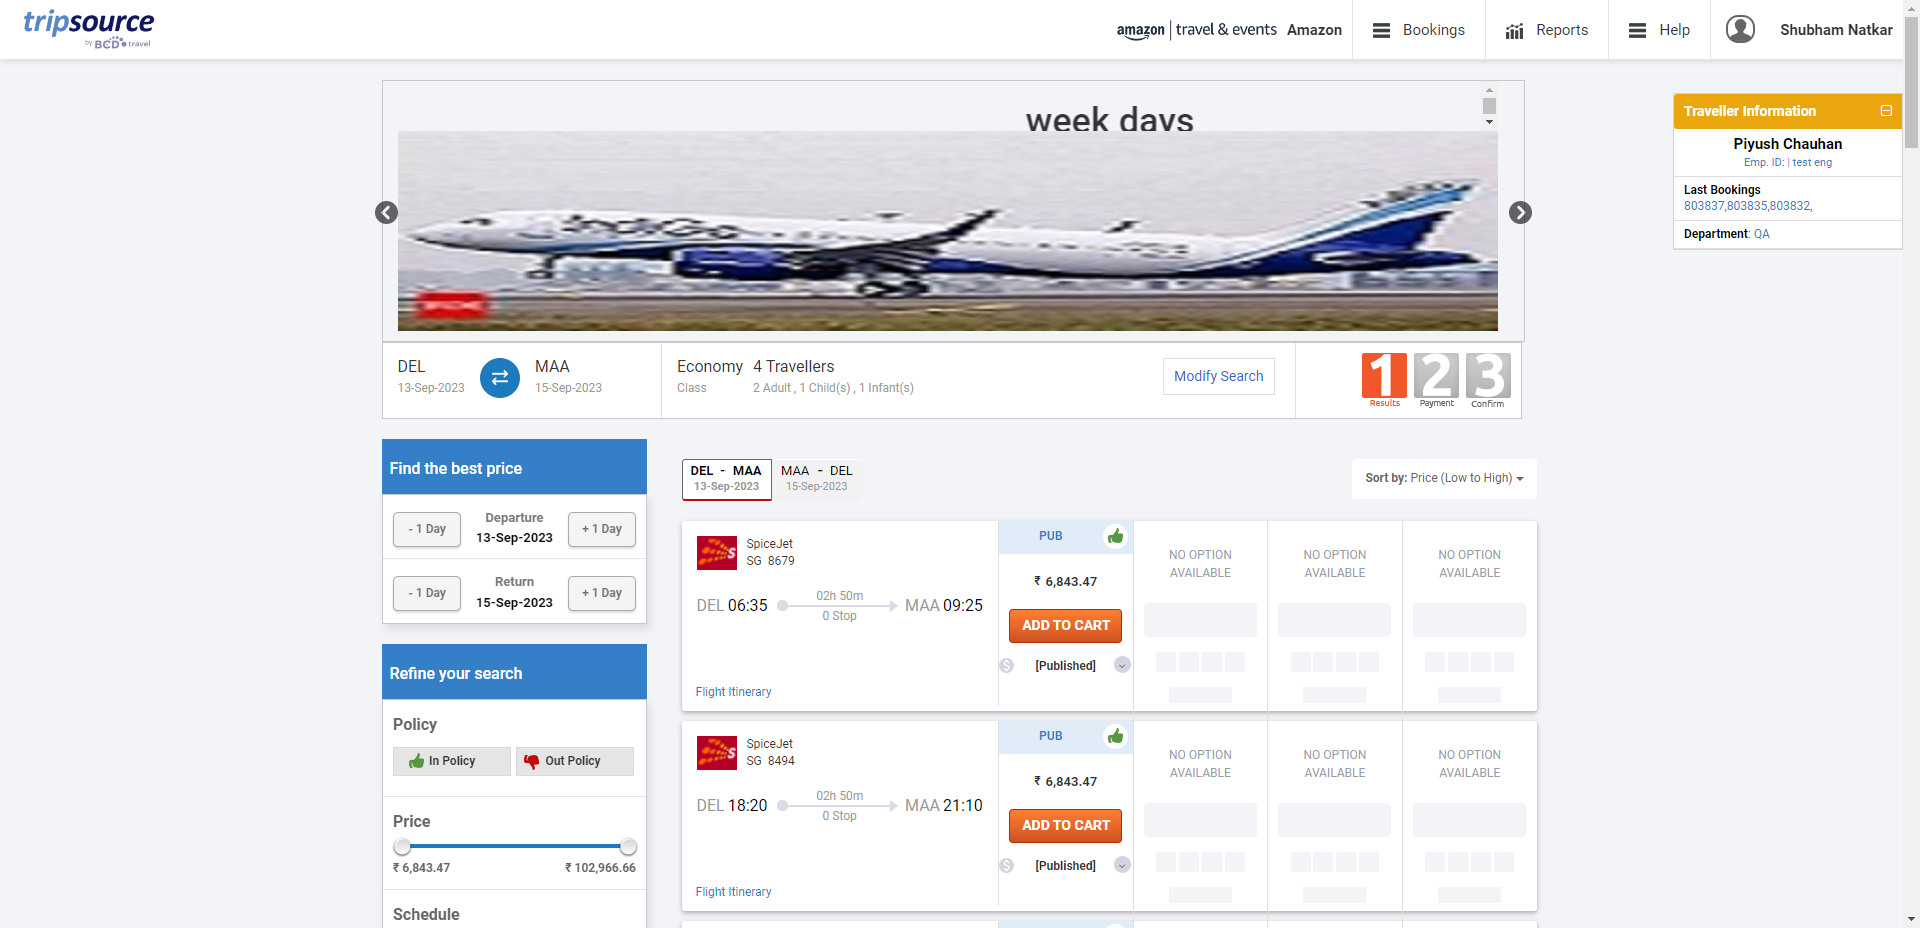 tripsource
by BCD travel
amazon | travel & events Amazon
Bookings
Reports
Help
Shubham Natkar
week days
IndiGo
Traveller Information
Piyush Chauhan
Emp. ID: | test eng
Last Bookings
803837,803835,803832,
Department: QA
DEL
13-Sep-2023
MAA
15-Sep-2023
Economy
Class
4 Travellers
2 Adult , 1 Child(s) , 1 Infant(s)
Modify Search
1
Results
2
Payment
3
Confirm
Find the best price
- 1 Day
Departure
13-Sep-2023
+ 1 Day
- 1 Day
Return
15-Sep-2023
+ 1 Day
Refine your search
Policy
In Policy
Out Policy
Price
₹ 6,843.47
₹ 102,966.66
Schedule
DEL - MAA
13-Sep-2023
MAA - DEL
15-Sep-2023
Sort by: Price (Low to High)
SpiceJet
SG 8679
DEL 06:35
02h 50m
0 Stop
MAA 09:25
Flight Itinerary
PUB
₹ 6,843.47
ADD TO CART
[Published]
NO OPTION
AVAILABLE
NO OPTION
AVAILABLE
NO OPTION
AVAILABLE
SpiceJet
SG 8494
DEL 18:20
02h 50m
0 Stop
MAA 21:10
Flight Itinerary
PUB
₹ 6,843.47
ADD TO CART
[Published]
NO OPTION
AVAILABLE
NO OPTION
AVAILABLE
NO OPTION
AVAILABLE